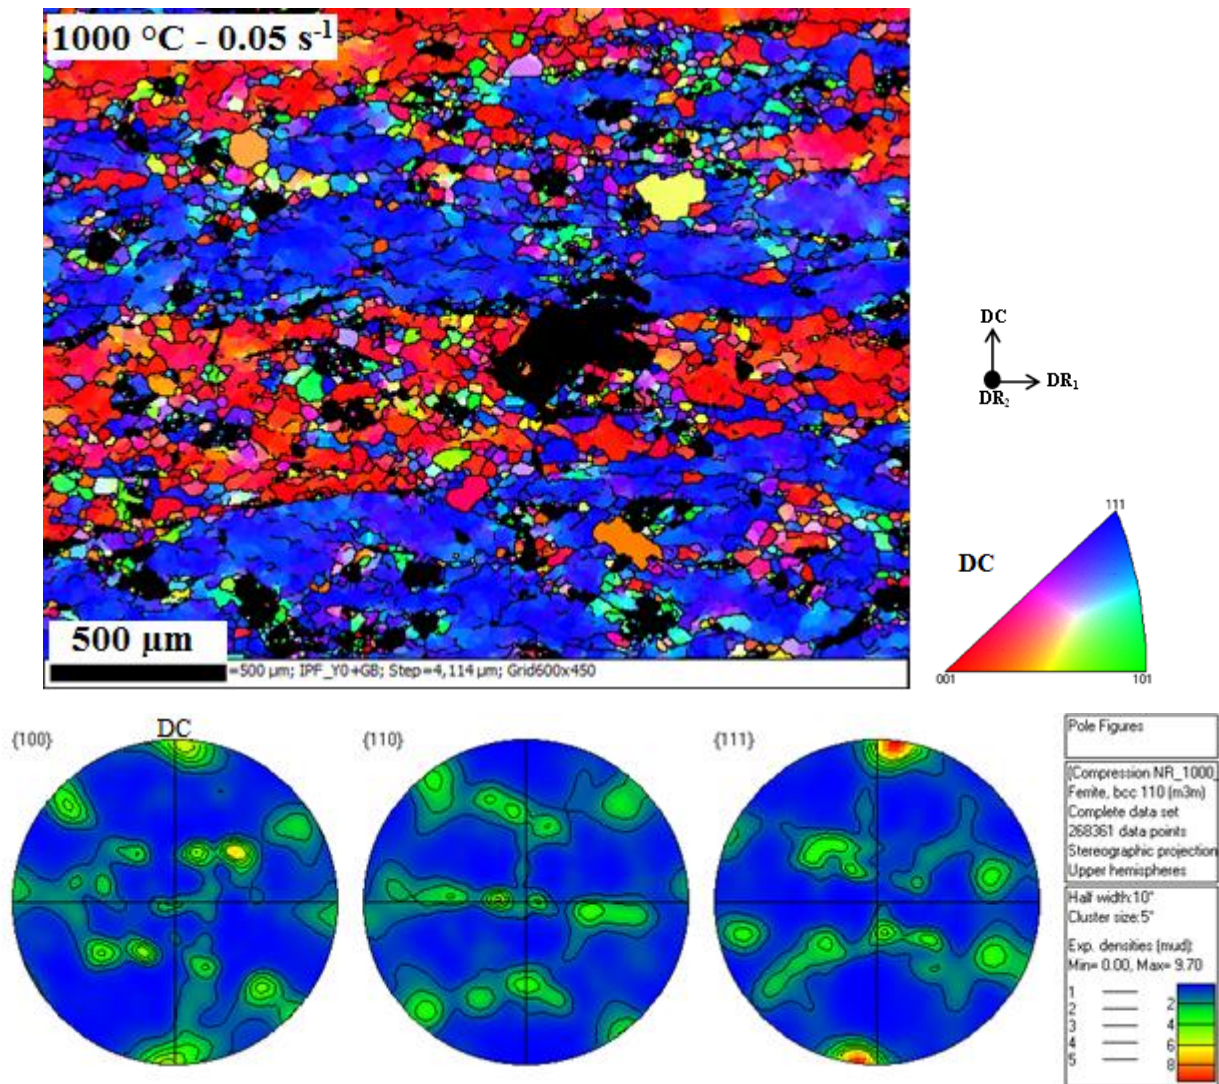 1000 °C - 0.05 s-1
500 µm
=500 µm; IPF_Y0+GB; Step=4,114 µm; Grid600x450
DC
DR1
DR2
DC
111
001
101
{100}
DC
{110}
{111}
Pole Figures
[Compression NR_1000_
Ferrite, bcc 110 (m3m)
Complete data set
268361 data points
Stereographic projection
Upper hemispheres
Half width:10°
Cluster size:5°
Exp. densities (mud):
Min= 0.00, Max= 9.70
1
2
3
4
5
2
4
6
8